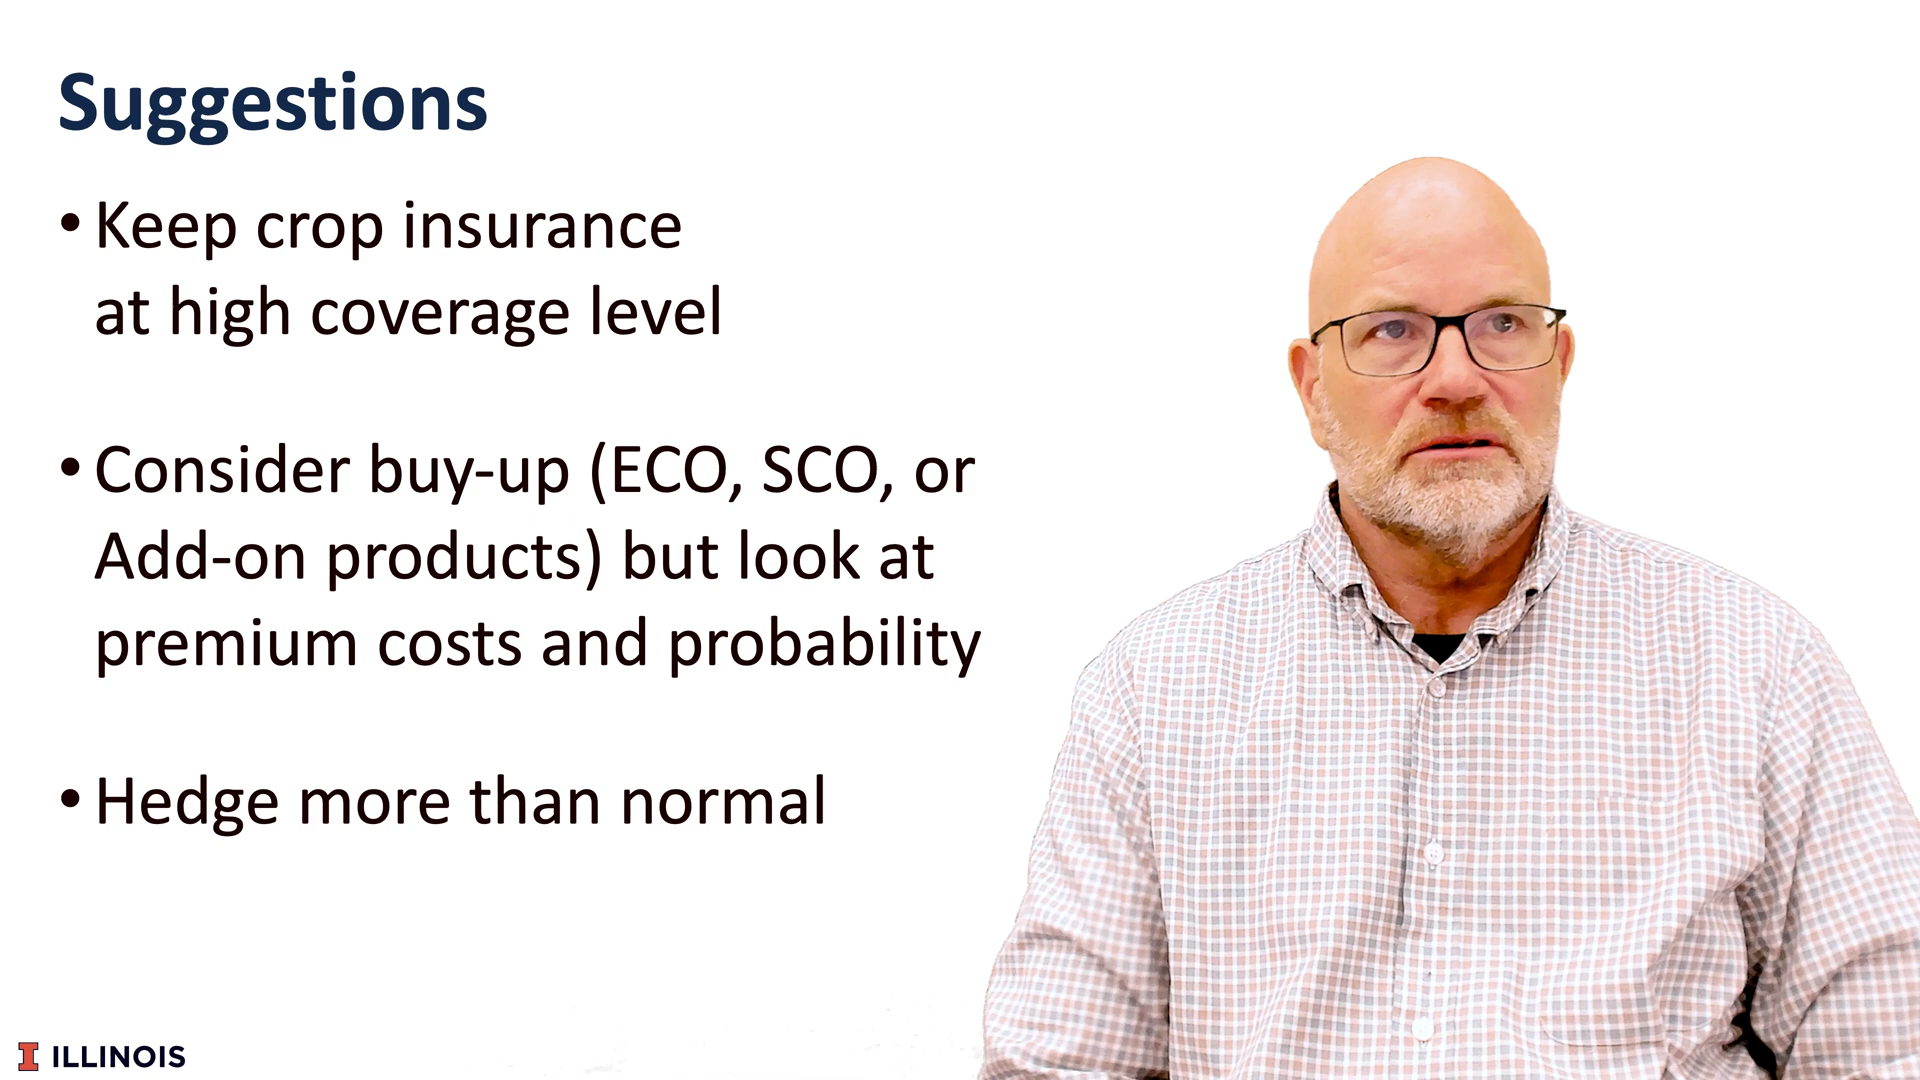 Suggestions
• Keep crop insurance
at high coverage level
• Consider buy-up (ECO, SCO, or
Add-on products) but look at
premium costs and probability
• Hedge more than normal
I ILLINOIS